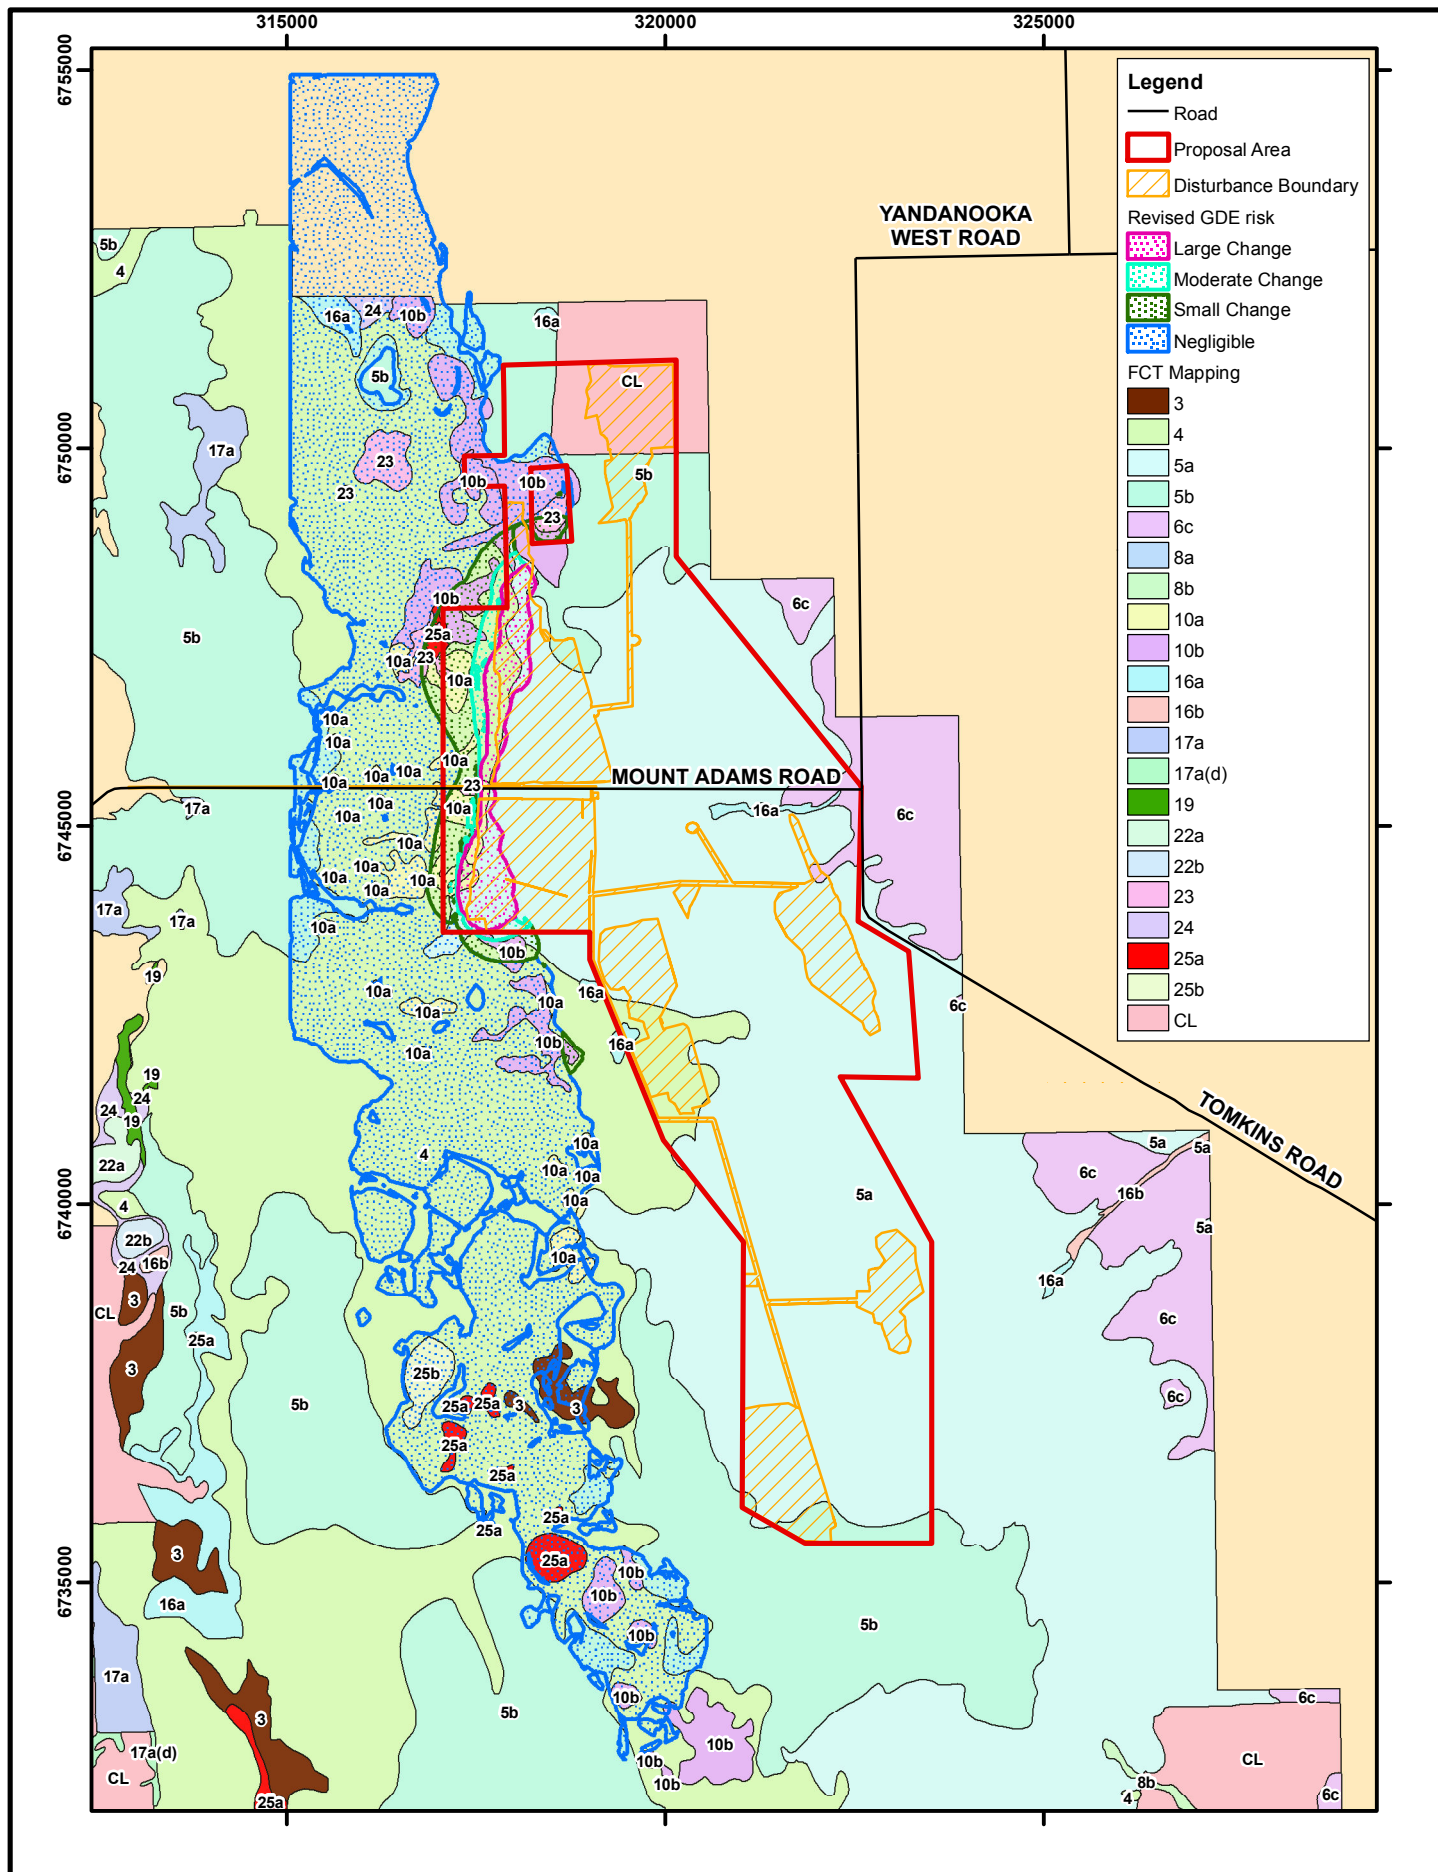 315000
320000
325000
6755000
6750000
6745000
6740000
6735000
Legend
Road
Proposal Area
Disturbance Boundary
Revised GDE risk
Large Change
Moderate Change
Small Change
Negligible
FCT Mapping
3
4
5a
5b
6c
8a
8b
10a
10b
16a
16b
17a
17a(d)
19
22a
22b
23
24
25a
25b
CL
YANDANOOKA
WEST ROAD
MOUNT ADAMS ROAD
TOMKINS ROAD
5b
4
16a
24
10b
16a
5b
CL
17a
23
23
10b
10b
5b
23
10b
6c
25a
5b
10a
23
10a
10a
10a
10a
10a
10a
10a
23
17a
10a
10a
10a
16a
6c
10a
10a
10a
10a
10a
10a
17a
17a
10a
10b
19
10a
16a
10a
10a
6c
10a
10b
16a
19
24
24
19
10a
5a
5a
22a
4
10a
10a
6c
16b
4
10a
5a
5a
22b
24
16b
10a
16a
3
CL
5b
25a
6c
3
25b
6c
5b
25a
25a
3
3
25a
25a
25a
25a
3
25a
10b
16a
10b
10b
5b
17a
10b
6c
3
5b
10b
17a(d)
CL
10b
CL
10b
8b
4
6c
25a